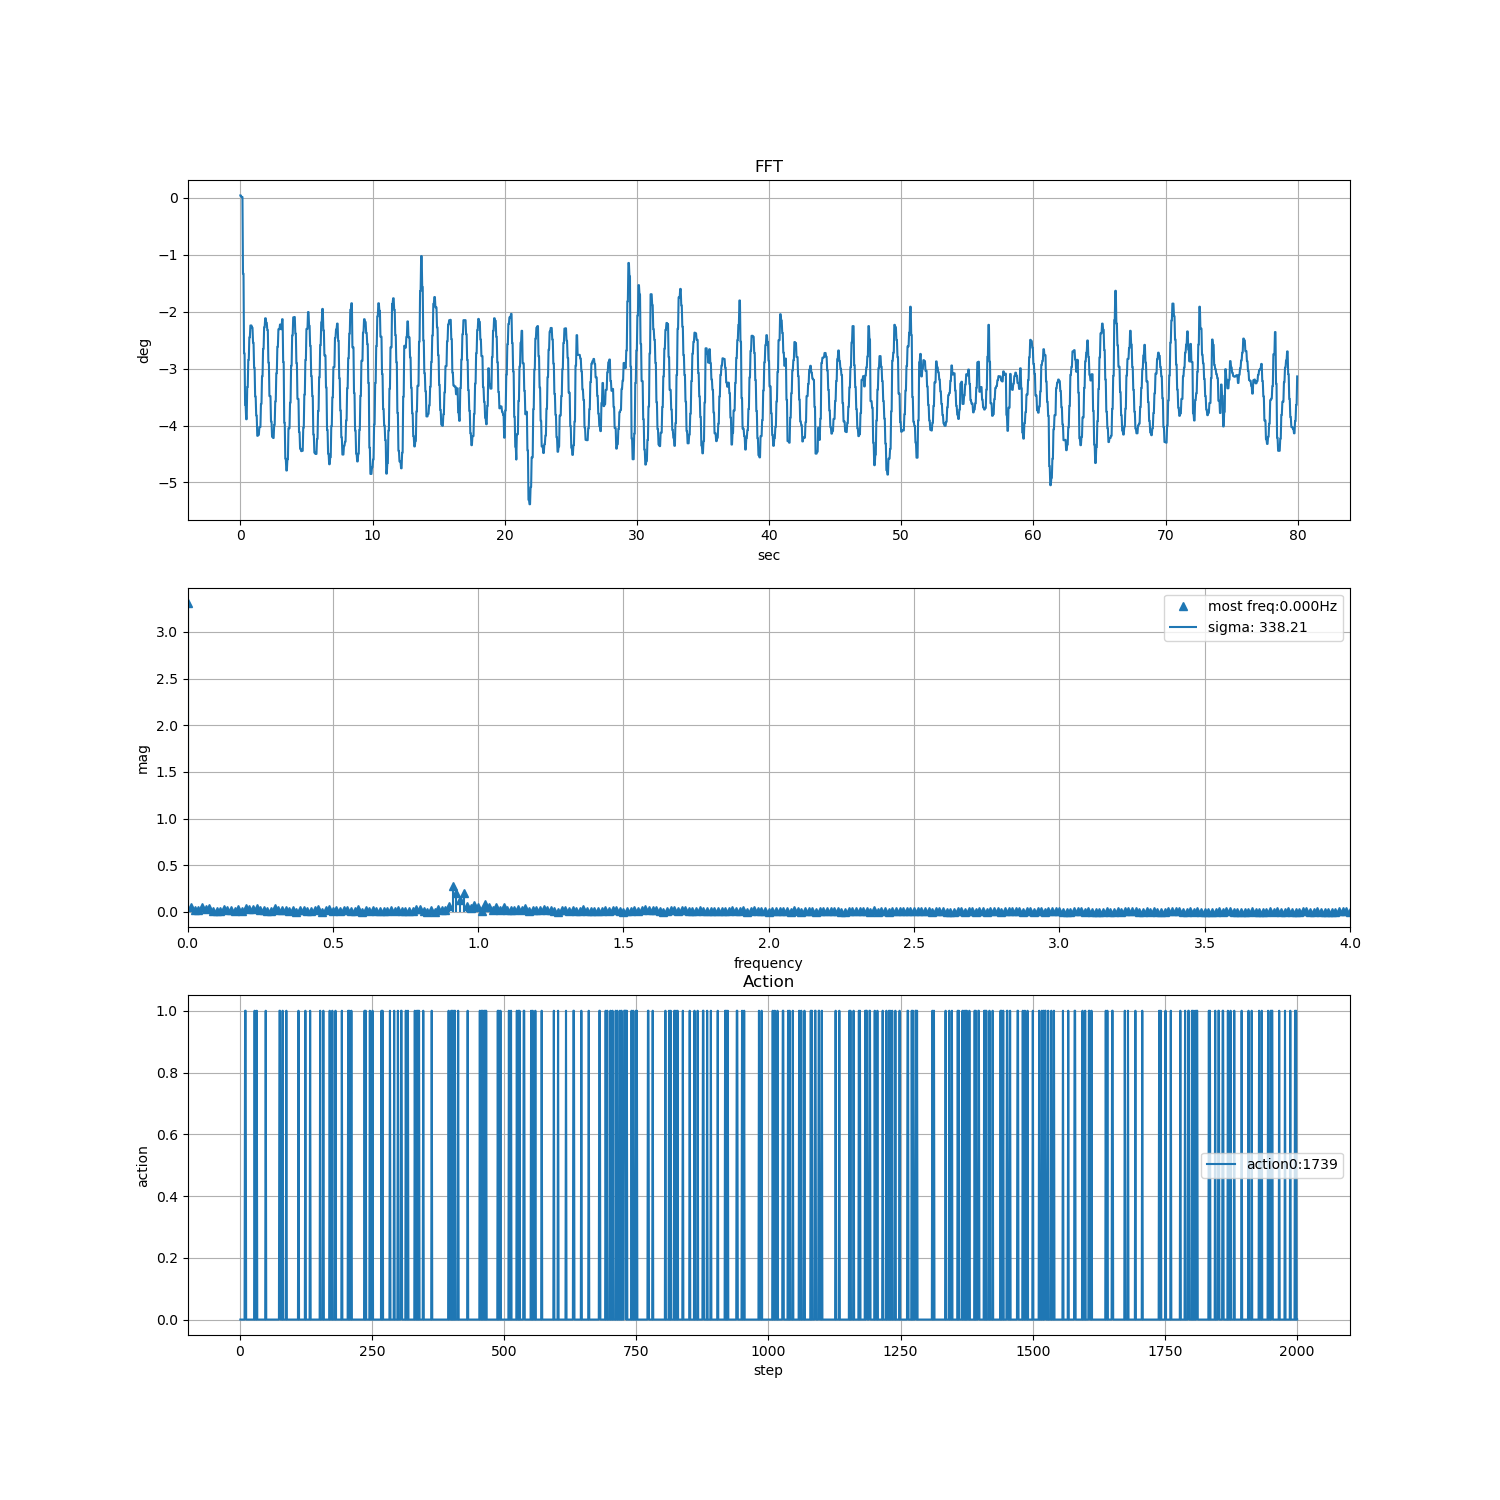 FFT
0
−1
−2
−3
−4
−5
deg
0 10 20 30 40 50 60 70 80
sec
most freq:0.000Hz
sigma: 338.21
3.0
2.5
2.0
1.5
1.0
0.5
0.0
mag
0.0 0.5 1.0 1.5 2.0 2.5 3.0 3.5 4.0
frequency
Action
1.0
0.8
0.6
0.4
0.2
0.0
action
action0:1739
0 250 500 750 1000 1250 1500 1750 2000
step